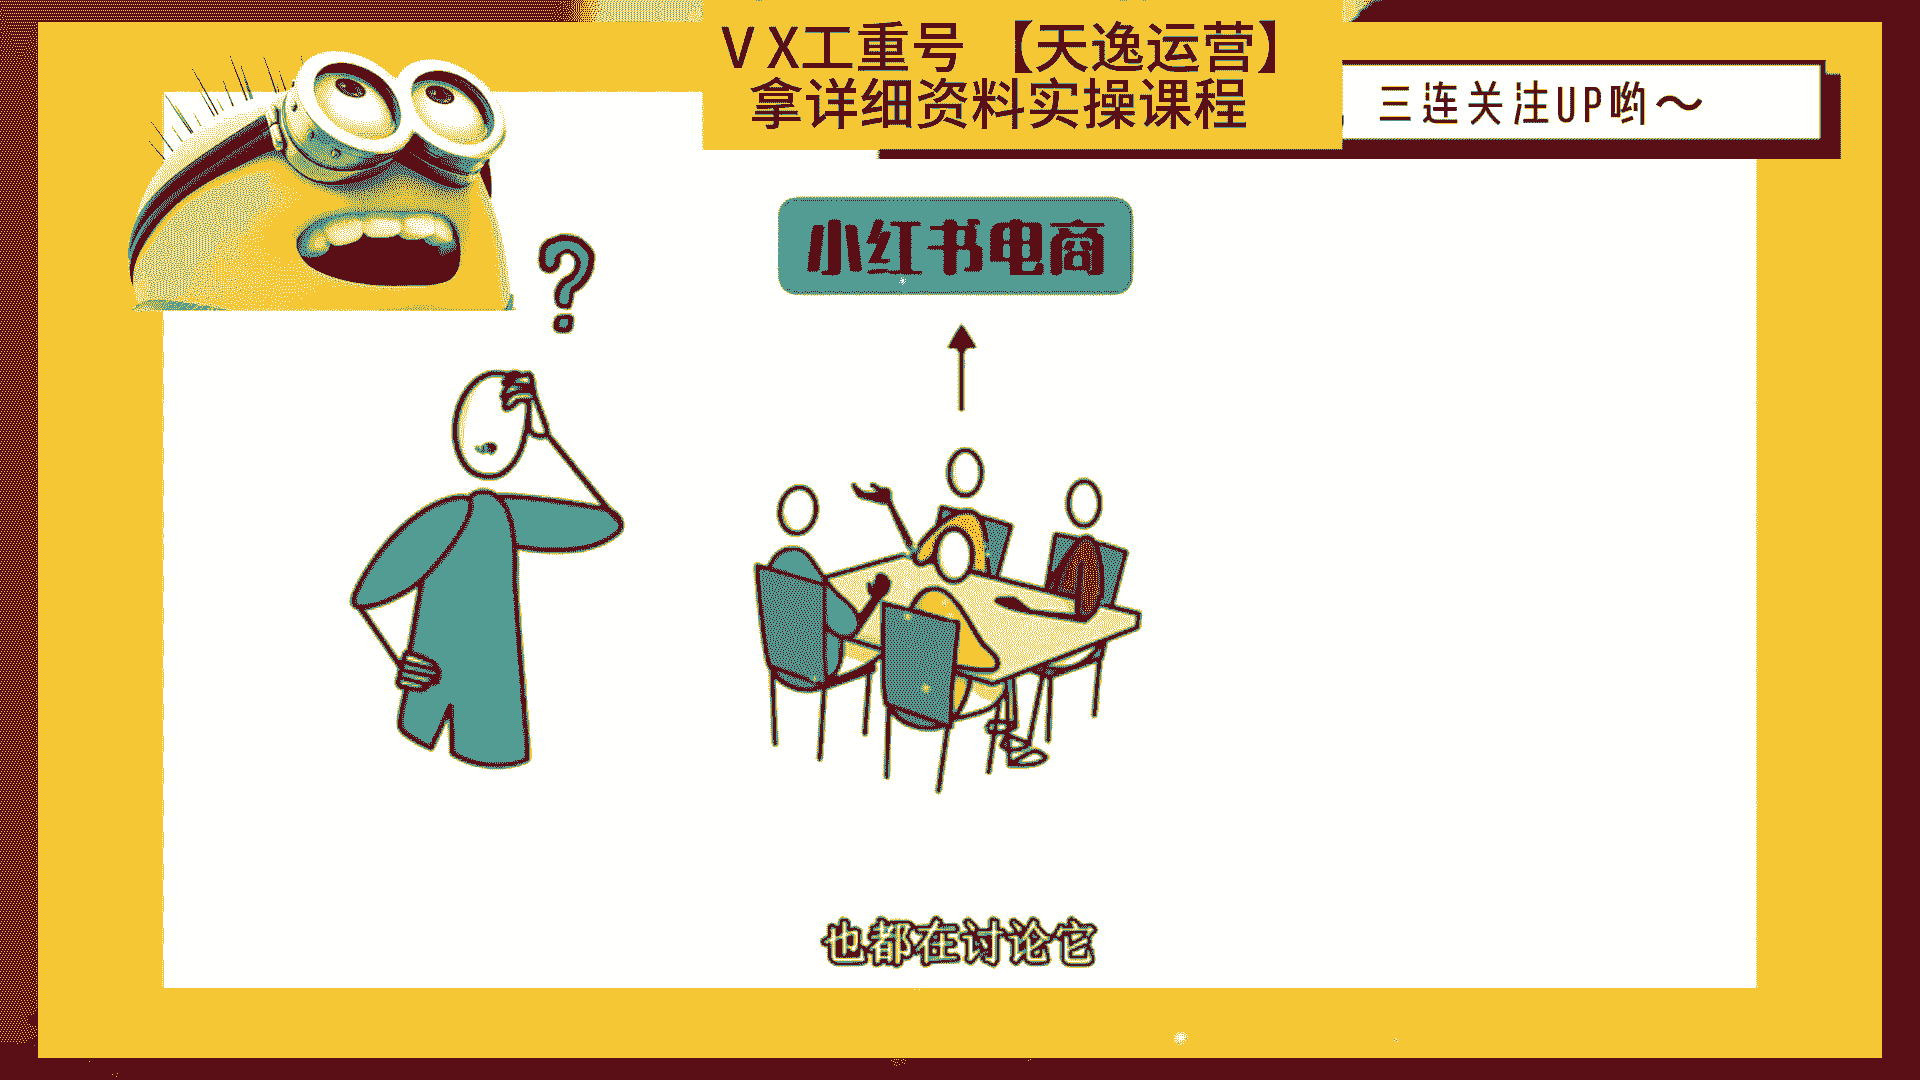 VX工重号 【天逸运营】
拿详细资料实操课程
三连关注UP哟～
小红书电商
?
也都在讨论它